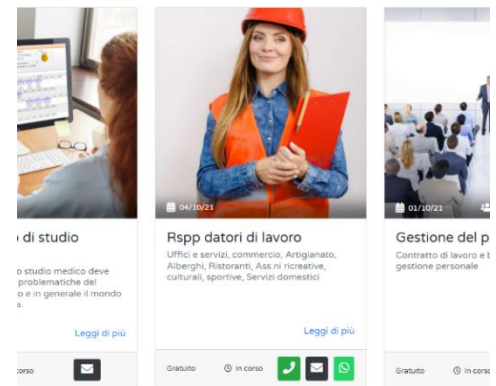 di studio
studio medico deve
problematiche del
e in generale il mondo
Leggi di più
corso
04/10/21
Rspp datori di lavoro
Uffici e servizi, commercio, Artigianato,
Alberghi, Ristoranti, Ass.ni ricreative,
culturali, sportive, Servizi domestici
Leggi di più
Gratuito
In corso
01/10/21
Gestione del p
Contratto di lavoro e b
gestione personale
Gratuito
In corso